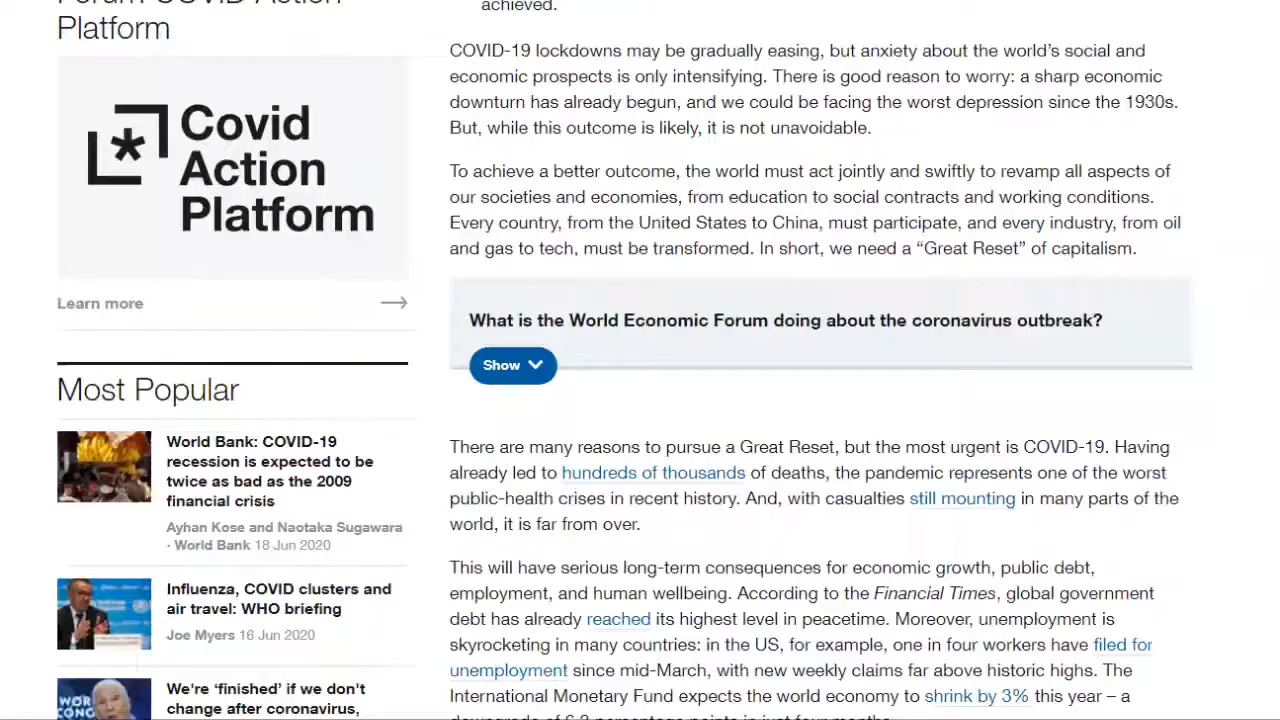 Forum COVID Action
Platform
Covid
Action
Platform
Learn more
Most Popular
World Bank: COVID-19
recession is expected to be
twice as bad as the 2009
financial crisis
Ayhan Kose and Naotaka Sugawara
· World Bank 18 Jun 2020
Influenza, COVID clusters and
air travel: WHO briefing
Joe Myers 16 Jun 2020
We're ‘finished’ if we don't
change after coronavirus,
achieved.
COVID-19 lockdowns may be gradually easing, but anxiety about the world’s social and
economic prospects is only intensifying. There is good reason to worry: a sharp economic
downturn has already begun, and we could be facing the worst depression since the 1930s.
But, while this outcome is likely, it is not unavoidable.
To achieve a better outcome, the world must act jointly and swiftly to revamp all aspects of
our societies and economies, from education to social contracts and working conditions.
Every country, from the United States to China, must participate, and every industry, from oil
and gas to tech, must be transformed. In short, we need a “Great Reset” of capitalism.
What is the World Economic Forum doing about the coronavirus outbreak?
Show
There are many reasons to pursue a Great Reset, but the most urgent is COVID-19. Having
already led to hundreds of thousands of deaths, the pandemic represents one of the worst
public-health crises in recent history. And, with casualties still mounting in many parts of the
world, it is far from over.
This will have serious long-term consequences for economic growth, public debt,
employment, and human wellbeing. According to the Financial Times, global government
debt has already reached its highest level in peacetime. Moreover, unemployment is
skyrocketing in many countries: in the US, for example, one in four workers have filed for
unemployment since mid-March, with new weekly claims far above historic highs. The
International Monetary Fund expects the world economy to shrink by 3% this year – a